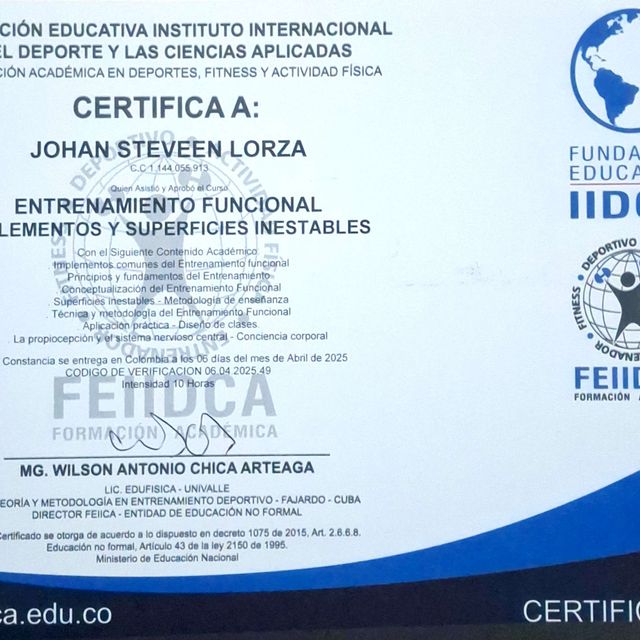 CIÓN EDUCATIVA INSTITUTO INTERNACIONAL
EL DEPORTE Y LAS CIENCIAS APLICADAS
CIÓN ACADÉMICA EN DEPORTES, FITNESS Y ACTIVIDAD FÍSICA
CERTIFICA A:
JOHAN STEVEEN LORZA
C.C 1.144.055.913
Quien Asistió y Aprobó el Curso
ENTRENAMIENTO FUNCIONAL
LEMENTOS Y SUPERFICIES INESTABLES
Con el Siguiente Contenido Académico
Implementos comunes del Entrenamiento funcional
Principios y fundamentos del Entrenamiento
Conceptualización del Entrenamiento Funcional
Superficies inestables - Metodología de enseñanza
. Técnica y metodología del Entrenamiento Funcional
Aplicación práctica - Diseño de clases
La propiocepción y el sistema nervioso central - Conciencia corporal
Constancia se entrega en Colombia a los 06 días del mes de Abril de 2025
CODIGO DE VERIFICACION 06.04.2025.49
Intensidad 10 Horas
FEIIDCA
FORMACIÓN ACADÉMICA
MG. WILSON ANTONIO CHICA ARTEAGA
LIC. EDUFISICA - UNIVALLE
EORÍA Y METODOLOGÍA EN ENTRENAMIENTO DEPORTIVO - FAJARDO - CUBA
DIRECTOR FEIICA - ENTIDAD DE EDUCACIÓN NO FORMAL
Certificado se otorga de acuerdo a lo dispuesto en decreto 1075 de 2015, Art. 2.6.6.8.
Educación no formal, Artículo 43 de la ley 2150 de 1995.
Ministerio de Educación Nacional
ca.edu.co
FUNDA
EDUCA
IIDC
FITNESS • DEPORTIVO
ENTRENADOR
FEIIDC
FORMACIÓN A
CERTIFIC